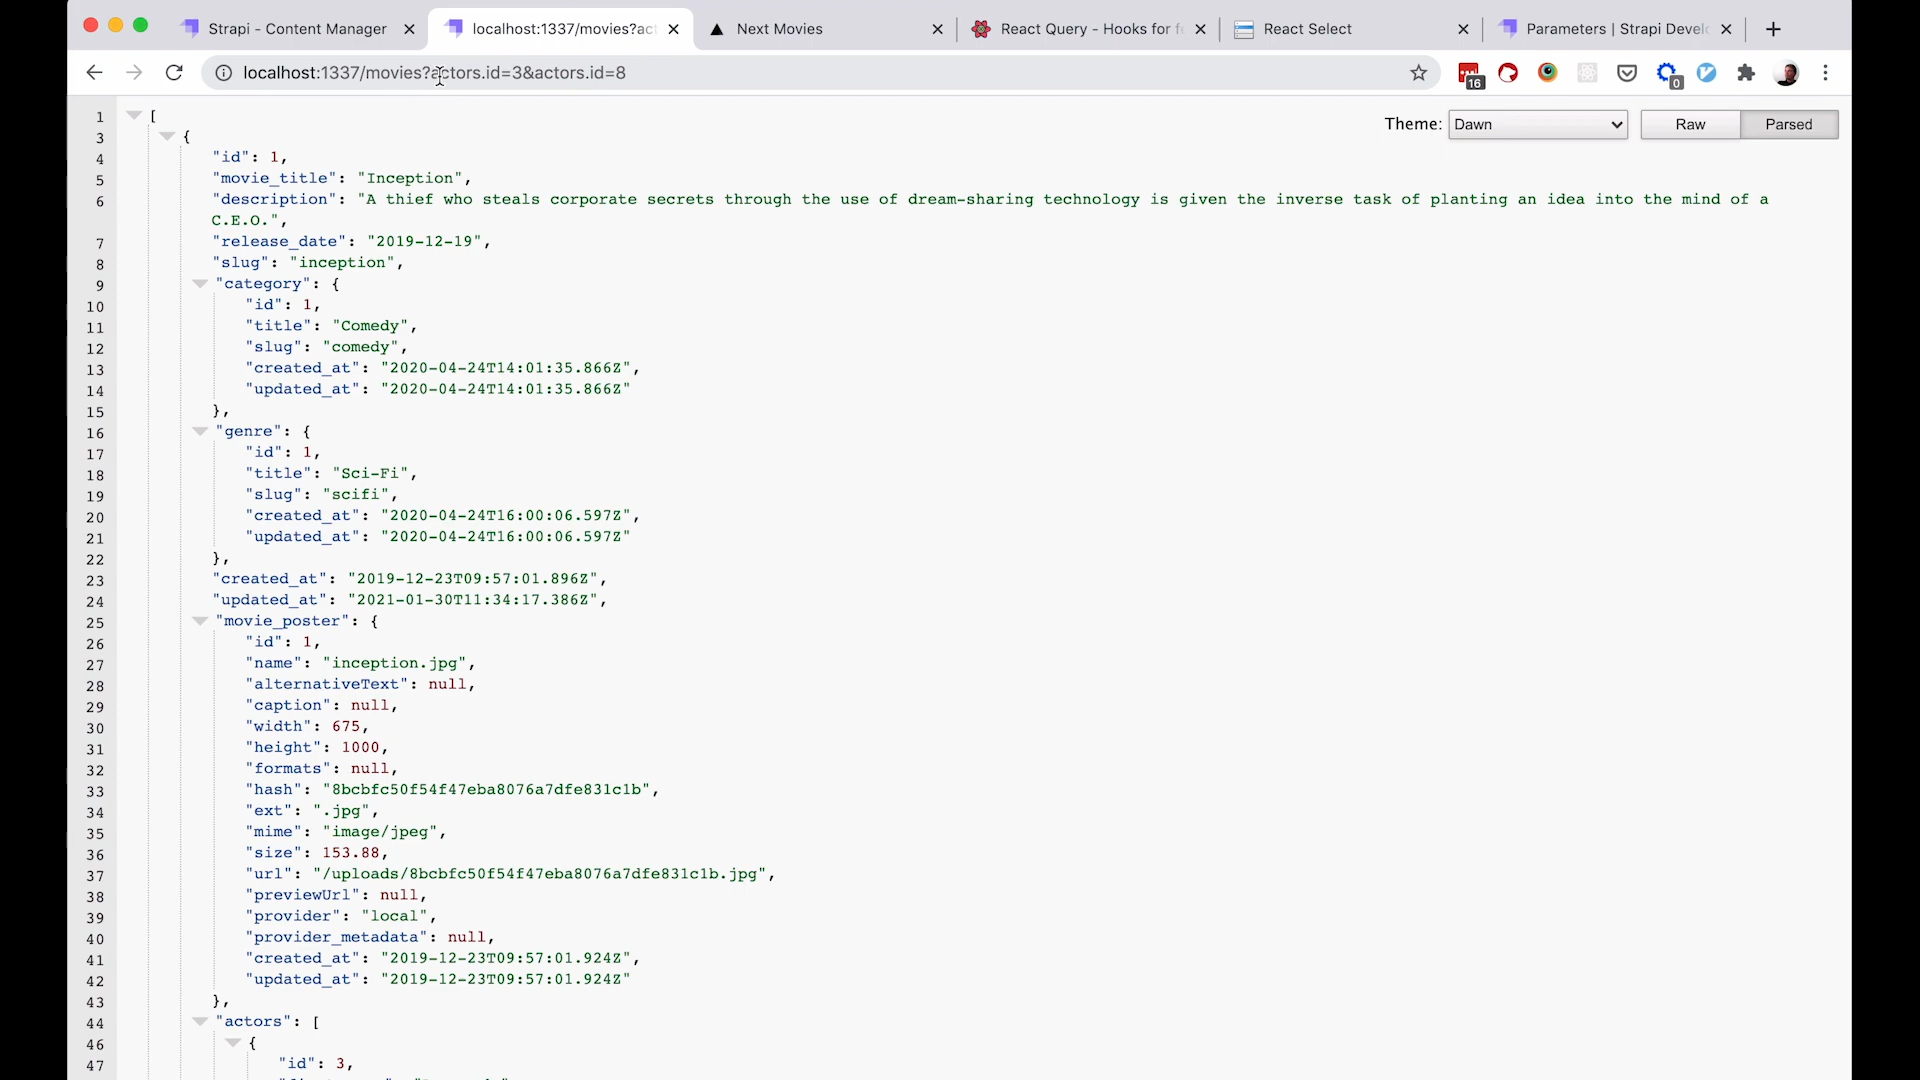 Strapi - Content Manager
localhost:1337/movies?ac
Next Movies
React Query - Hooks for fe
React Select
Parameters | Strapi Devel
localhost:1337/movies?actors.id=3&actors.id=8
16
0
Theme: Dawn Raw Parsed
1 [
3 {
4 "id": 1,
5 "movie_title": "Inception",
6 "description": "A thief who steals corporate secrets through the use of dream-sharing technology is given the inverse task of planting an idea into the mind of a
C.E.O.",
7 "release_date": "2019-12-19",
8 "slug": "inception",
9 "category": {
10 "id": 1,
11 "title": "Comedy",
12 "slug": "comedy",
13 "created_at": "2020-04-24T14:01:35.866Z",
14 "updated_at": "2020-04-24T14:01:35.866Z"
15 },
16 "genre": {
17 "id": 1,
18 "title": "Sci-Fi",
19 "slug": "scifi",
20 "created_at": "2020-04-24T16:00:06.597Z",
21 "updated_at": "2020-04-24T16:00:06.597Z"
22 },
23 "created_at": "2019-12-23T09:57:01.896Z",
24 "updated_at": "2021-01-30T11:34:17.386Z",
25 "movie_poster": {
26 "id": 1,
27 "name": "inception.jpg",
28 "alternativeText": null,
29 "caption": null,
30 "width": 675,
31 "height": 1000,
32 "formats": null,
33 "hash": "8bcbfc50f54f47eba8076a7dfe831c1b",
34 "ext": ".jpg",
35 "mime": "image/jpeg",
36 "size": 153.88,
37 "url": "/uploads/8bcbfc50f54f47eba8076a7dfe831c1b.jpg",
38 "previewUrl": null,
39 "provider": "local",
40 "provider_metadata": null,
41 "created_at": "2019-12-23T09:57:01.924Z",
42 "updated_at": "2019-12-23T09:57:01.924Z"
43 },
44 "actors": [
46 {
47 "id": 3,